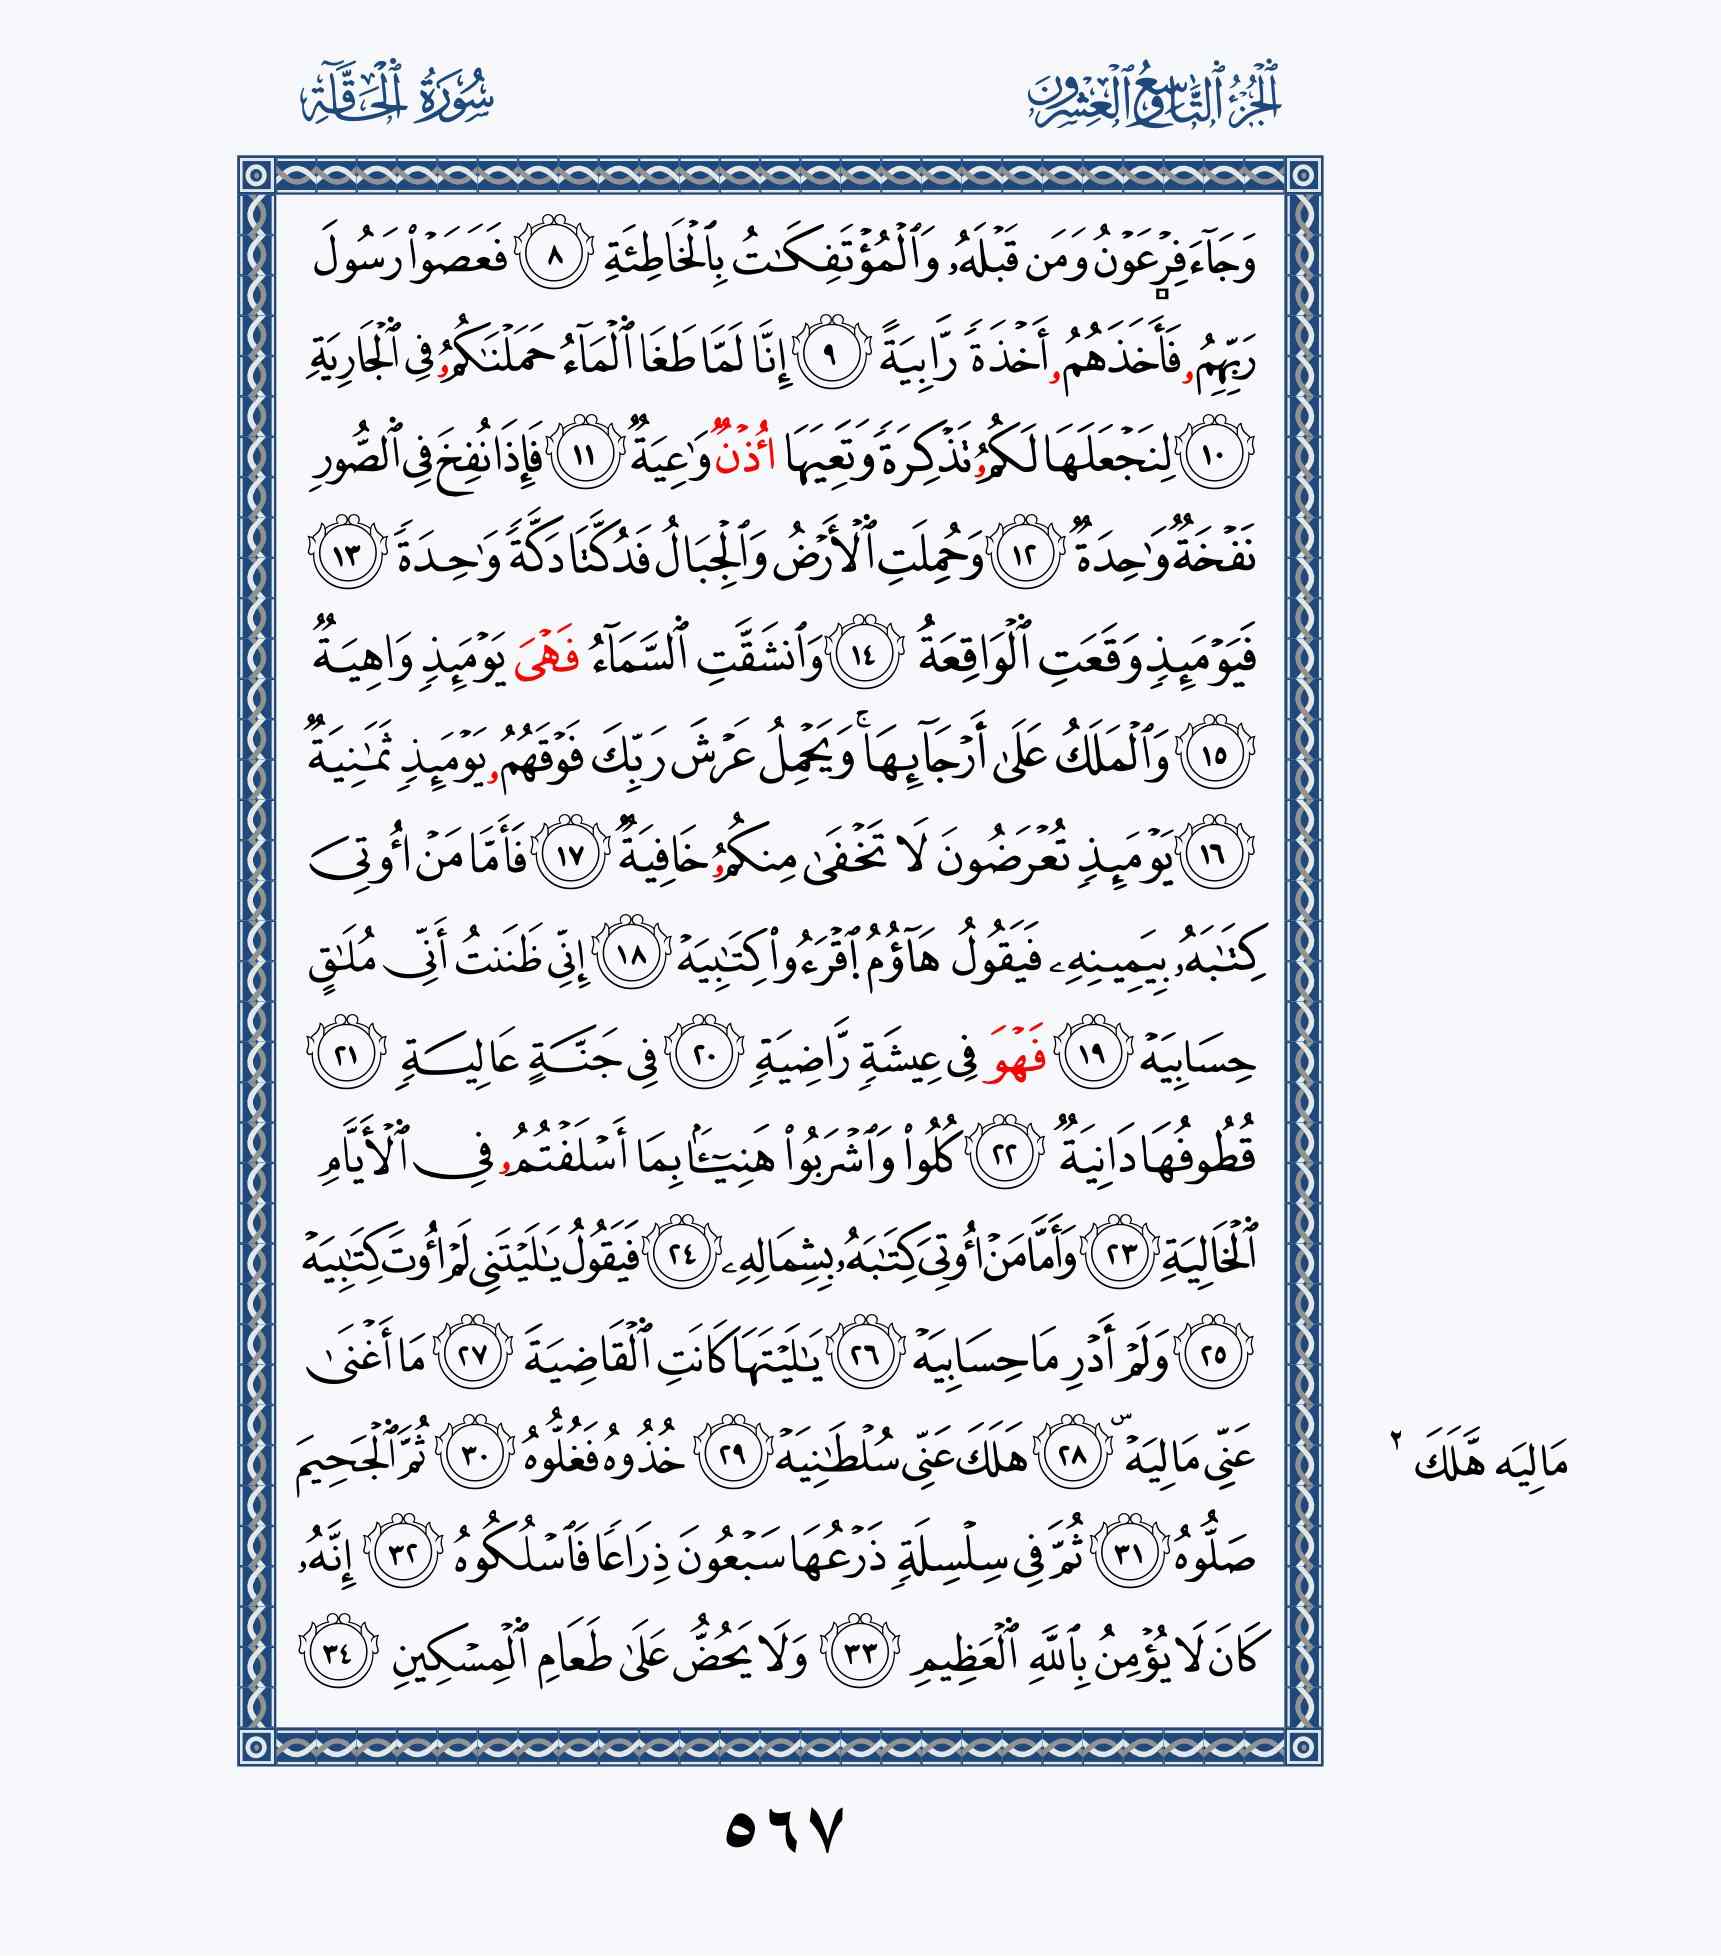 ٱلْجُزْءُ ٱلتَّاسِعُ وَٱلْعِشْرُونَ
سُورَةُ ٱلْحَاقَّةِ
وَجَآءَ فِرْعَوْنُ وَمَن قَبْلَهُۥ وَٱلْمُؤْتَفِكَٰتُ بِٱلْخَاطِئَةِ ٨ فَعَصَوْا۟ رَسُولَ
رَبِّهِمُۥ فَأَخَذَهُمُۥ أَخْذَةً رَّابِيَةً ٩ إِنَّا لَمَّا طَغَا ٱلْمَآءُ حَمَلْنَٰكُمُۥ فِى ٱلْجَارِيَةِ
١٠ لِنَجْعَلَهَا لَكُمُۥ تَذْكِرَةً وَتَعِيَهَا أُذْنٌ وَٰعِيَةٌ ١١ فَإِذَا نُفِخَ فِى ٱلصُّورِ
نَفْخَةٌ وَٰحِدَةٌ ١٢ وَحُمِلَتِ ٱلْأَرْضُ وَٱلْجِبَالُ فَدُكَّتَا دَكَّةً وَٰحِدَةً ١٣
فَيَوْمَئِذٍ وَقَعَتِ ٱلْوَاقِعَةُ ١٤ وَٱنشَقَّتِ ٱلسَّمَآءُ فَهْىَ يَوْمَئِذٍ وَاهِيَةٌ
١٥ وَٱلْمَلَكُ عَلَىٰ أَرْجَآئِهَا ۚ وَيَحْمِلُ عَرْشَ رَبِّكَ فَوْقَهُمُۥ يَوْمَئِذٍ ثَمَٰنِيَةٌ
١٦ يَوْمَئِذٍ تُعْرَضُونَ لَا تَخْفَىٰ مِنكُمُۥ خَافِيَةٌ ١٧ فَأَمَّا مَنْ أُوتِىَ
كِتَٰبَهُۥ بِيَمِينِهِۦ فَيَقُولُ هَآؤُمُ ٱقْرَءُوا۟ كِتَٰبِيَهْ ١٨ إِنِّى ظَنَنتُ أَنِّى مُلَٰقٍ
حِسَابِيَهْ ١٩ فَهْوَ فِى عِيشَةٍ رَّاضِيَةٍ ٢٠ فِى جَنَّةٍ عَالِيَةٍ ٢١
قُطُوفُهَا دَانِيَةٌ ٢٢ كُلُوا۟ وَٱشْرَبُوا۟ هَنِيٓـًٔۢا بِمَا أَسْلَفْتُمُۥ فِى ٱلْأَيَّامِ
ٱلْخَالِيَةِ ٢٣ وَأَمَّا مَنْ أُوتِىَ كِتَٰبَهُۥ بِشِمَالِهِۦ ٢٤ فَيَقُولُ يَٰلَيْتَنِى لَمْ أُوتَ كِتَٰبِيَهْ
٢٥ وَلَمْ أَدْرِ مَا حِسَابِيَهْ ٢٦ يَٰلَيْتَهَا كَانَتِ ٱلْقَاضِيَةَ ٢٧ مَا أَغْنَىٰ
عَنِّى مَالِيَهْ ۜ ٢٨ هَلَكَ عَنِّى سُلْطَٰنِيَهْ ٢٩ خُذُوهُ فَغُلُّوهُ ٣٠ ثُمَّ ٱلْجَحِيمَ
مَالِيَه هَّلَكَ ٢
صَلُّوهُ ٣١ ثُمَّ فِى سِلْسِلَةٍ ذَرْعُهَا سَبْعُونَ ذِرَاعًا فَٱسْلُكُوهُ ٣٢ إِنَّهُۥ
كَانَ لَا يُؤْمِنُ بِٱللَّهِ ٱلْعَظِيمِ ٣٣ وَلَا يَحُضُّ عَلَىٰ طَعَامِ ٱلْمِسْكِينِ ٣٤
٥٦٧